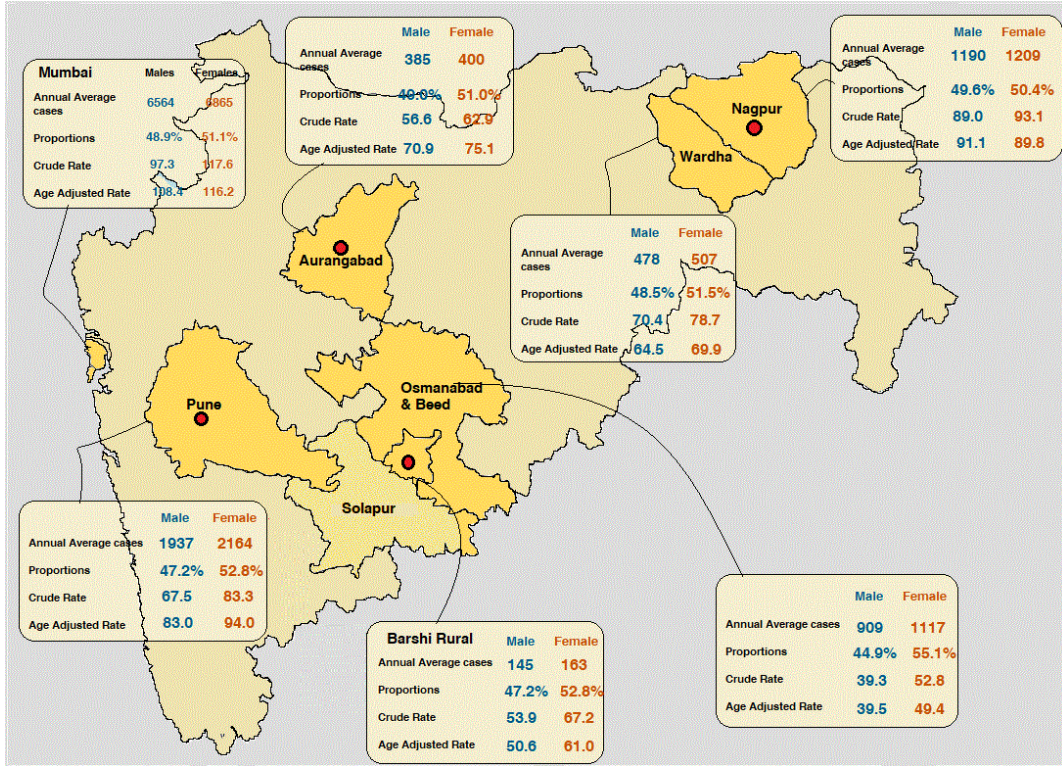 Mumbai Males Females
Annual Average
cases
6564 6865
Proportions 48.9% 51.1%
Crude Rate 97.3 117.6
Age Adjusted Rate 108.4 116.2
Male Female
Annual Average
cases
385 400
Proportions 49.0% 51.0%
Crude Rate 56.6 62.9
Age Adjusted Rate 70.9 75.1
Male Female
Annual Average
cases
1190 1209
Proportions 49.6% 50.4%
Crude Rate 89.0 93.1
Age Adjusted Rate 91.1 89.8
Nagpur
Wardha
Male Female
Annual Average
cases
478 507
Proportions 48.5% 51.5%
Crude Rate 70.4 78.7
Age Adjusted Rate 64.5 69.9
Aurangabad
Osmanabad
& Beed
Pune
Solapur
Male Female
Annual Average cases 1937 2164
Proportions 47.2% 52.8%
Crude Rate 67.5 83.3
Age Adjusted Rate 83.0 94.0
Barshi Rural Male Female
Annual Average cases 145 163
Proportions 47.2% 52.8%
Crude Rate 53.9 67.2
Age Adjusted Rate 50.6 61.0
Male Female
Annual Average cases 909 1117
Proportions 44.9% 55.1%
Crude Rate 39.3 52.8
Age Adjusted Rate 39.5 49.4